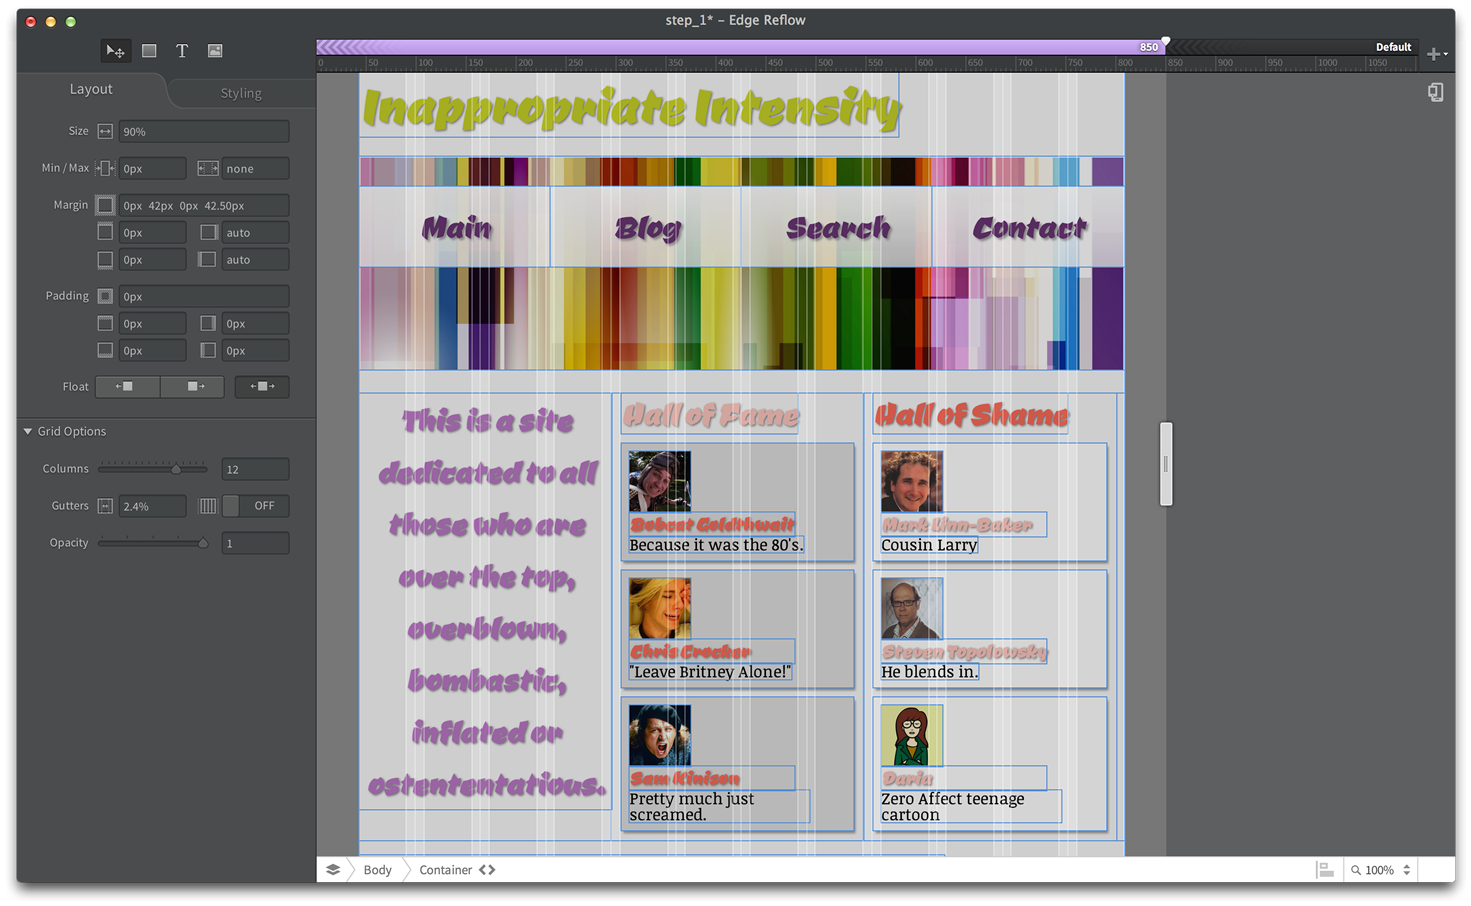 step_1* – Edge Reflow
850
Default
0 50 100 150 200 250 300 350 400 450 500 550 600 650 700 750 800 850 900 950 1000 1050
Layout
Styling
Size 90%
Min / Max 0px none
Margin 0px 42px 0px 42.50px
0px auto
0px auto
Padding 0px
0px 0px
0px 0px
Float
Grid Options
Columns 12
Gutters 2.4% OFF
Opacity 1
Inappropriate Intensity
Main Blog Search Contact
This is a site
dedicated to all
those who are
over the top,
overblown,
bombastic,
inflated or
ostententatious.
Hall of Fame
Bobcat Goldthwait
Because it was the 80's.
Chris Crocker
"Leave Britney Alone!"
Sam Kinison
Pretty much just
screamed.
Hall of Shame
Mark Linn-Baker
Cousin Larry
Steven Topolowsky
He blends in.
Daria
Zero Affect teenage
cartoon
Body Container
100%